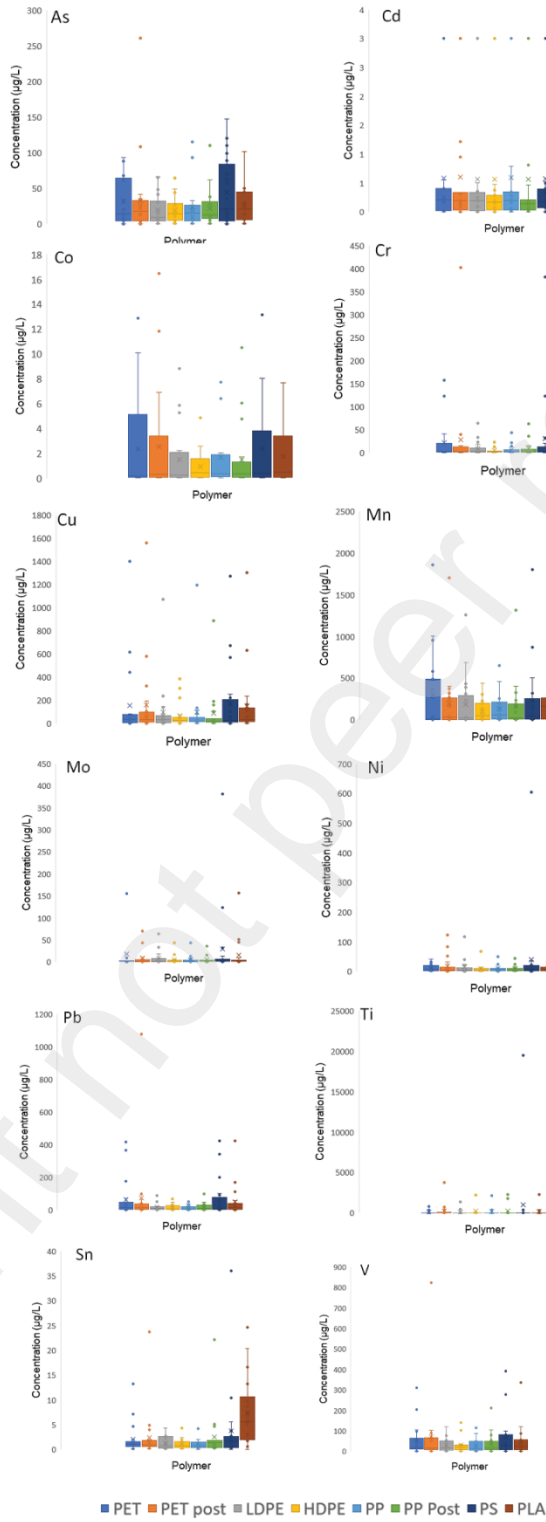 As
Concentration (µg/L)
300
250
200
150
100
50
0
Polymer
Cd
Concentration (µg/L)
4
3
3
2
2
1
1
0
Polymer
Co
Concentration (µg/L)
18
16
14
12
10
8
6
4
2
0
Polymer
Cr
Concentration (µg/L)
450
400
350
300
250
200
150
100
50
0
Polymer
Cu
Concentration (µg/L)
1800
1600
1400
1200
1000
800
600
400
200
0
Polymer
Mn
Concentration (µg/L)
2500
2000
1500
1000
500
0
Polymer
Mo
Concentration (µg/L)
450
400
350
300
250
200
150
100
50
0
Polymer
Ni
Concentration (µg/L)
700
600
500
400
300
200
100
0
Polymer
Pb
Concentration (µg/L)
1200
1000
800
600
400
200
0
Polymer
Ti
Concentration (µg/L)
25000
20000
15000
10000
5000
0
Polymer
Sn
Concentration (µg/L)
40
35
30
25
20
15
10
5
0
Polymer
V
Concentration (µg/L)
900
800
700
600
500
400
300
200
100
0
Polymer
PET PET post LDPE HDPE PP PP Post PS PLA
not peer